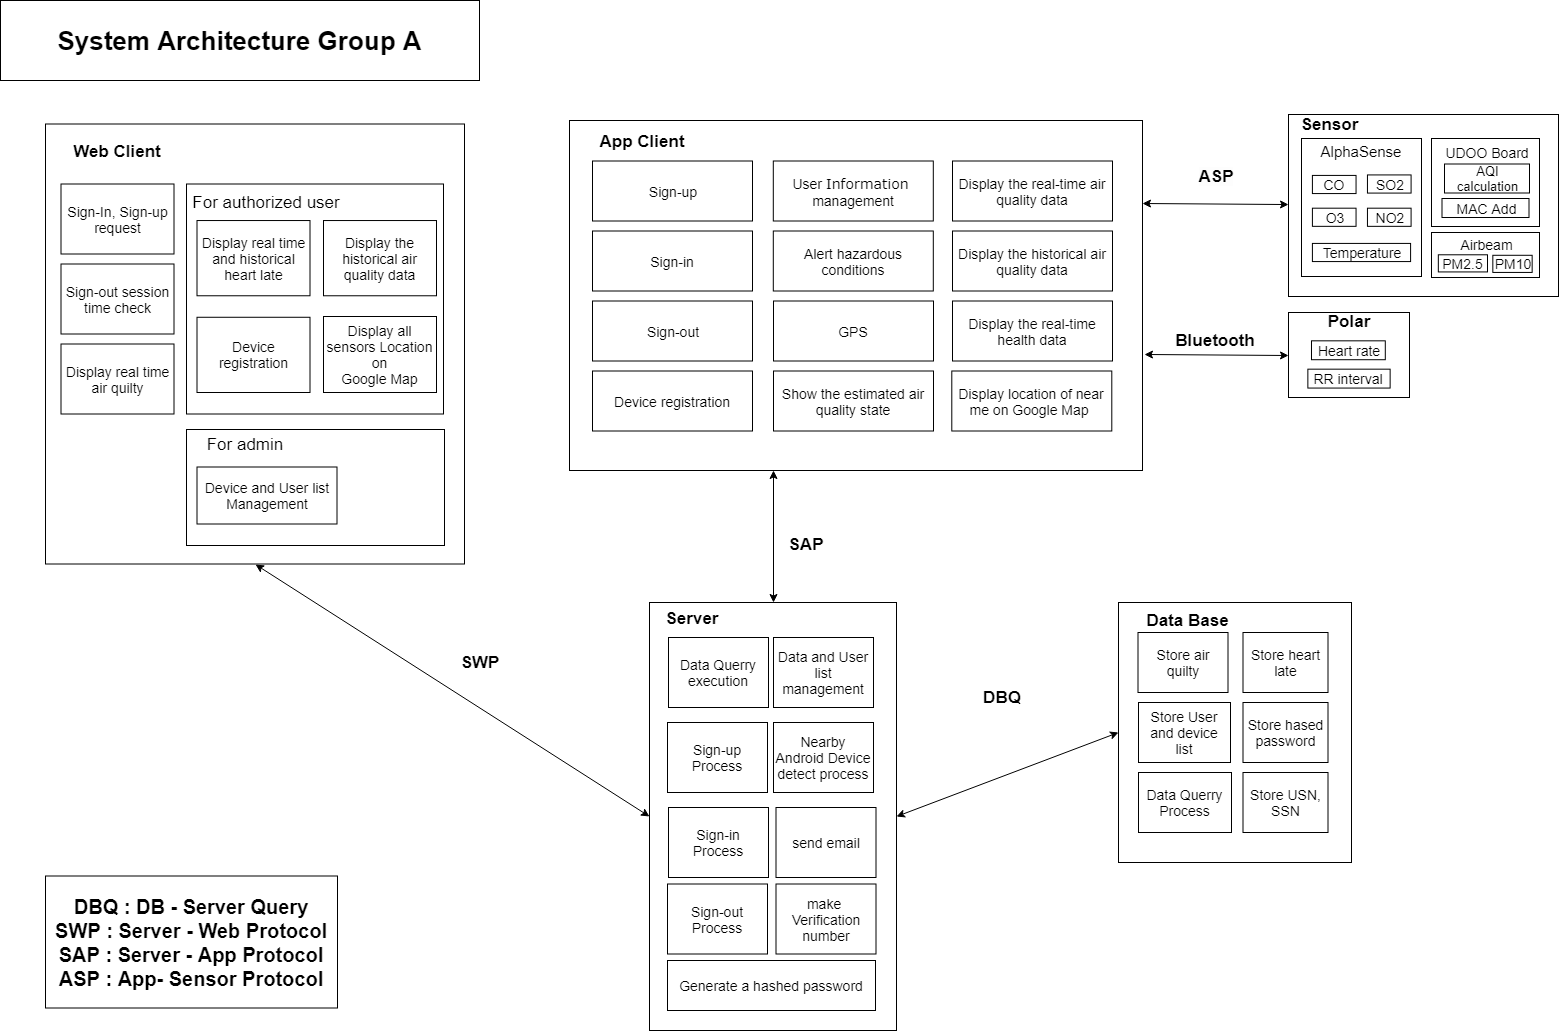 System Architecture Group A
Web Client
Sign-In, Sign-up
request
Sign-out session
time check
Display real time
air quilty
For authorized user
Display real time
and historical
heart late
Display the
historical air
quality data
Device
registration
Display all
sensors Location
on
Google Map
For admin
Device and User list
Management
App Client
Sign-up
User Information
management
Display the real-time air
quality data
Sign-in
Alert hazardous
conditions
Display the historical air
quality data
Sign-out
GPS
Display the real-time
health data
Device registration
Show the estimated air
quality state
Display location of near
me on Google Map
ASP
Bluetooth
Sensor
AlphaSense
CO
SO2
O3
NO2
Temperature
UDOO Board
AQI
calculation
MAC Add
Airbeam
PM2.5
PM10
Polar
Heart rate
RR interval
SAP
SWP
DBQ
Server
Data Querry
execution
Data and User
list
management
Sign-up
Process
Nearby
Android Device
detect process
Sign-in
Process
send email
Sign-out
Process
make
Verification
number
Generate a hashed password
Data Base
Store air
quilty
Store heart
late
Store User
and device
list
Store hased
password
Data Querry
Process
Store USN,
SSN
DBQ : DB - Server Query
SWP : Server - Web Protocol
SAP : Server - App Protocol
ASP : App- Sensor Protocol